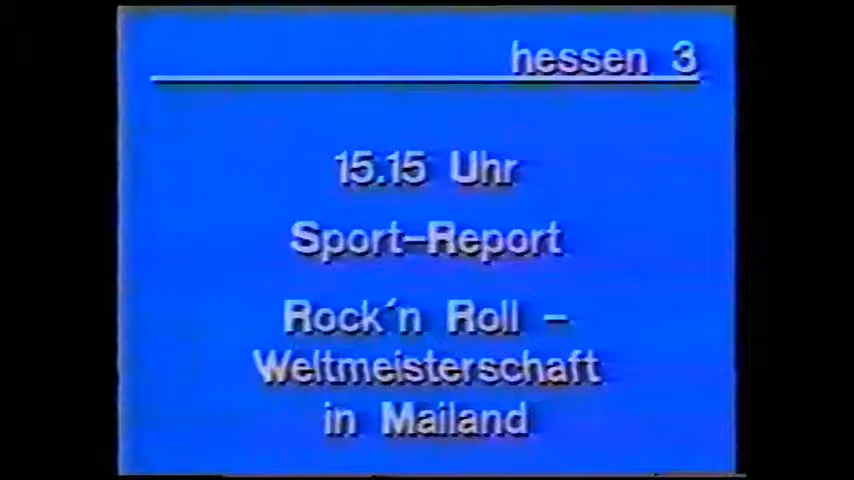 hessen 3
15.15 Uhr
Sport-Report
Rock´n Roll -
Weltmeisterschaft
in Mailand